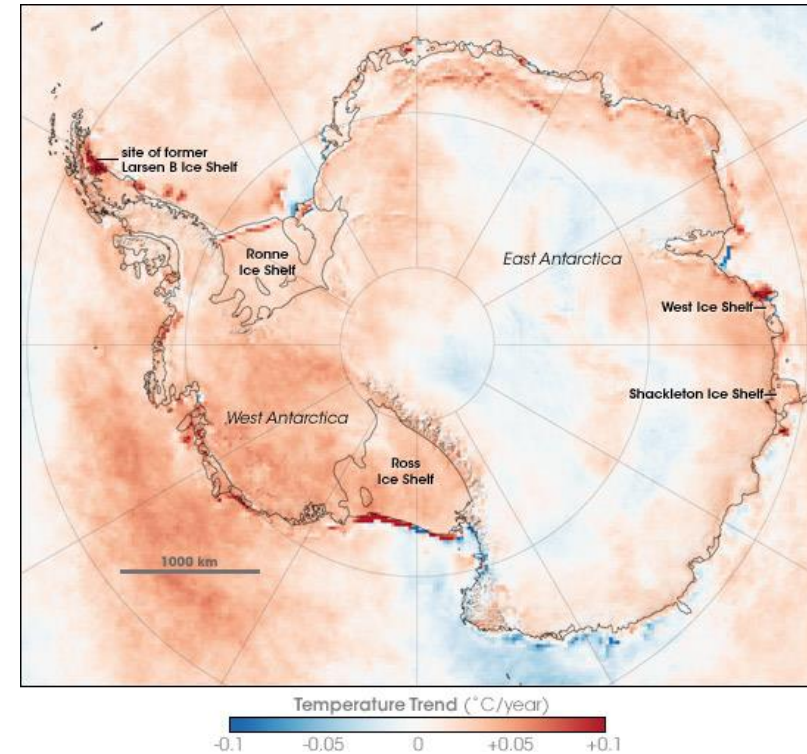 site of former
Larsen B Ice Shelf
Ronne
Ice Shelf
East Antarctica
West Ice Shelf
Shackleton Ice Shelf
West Antarctica
Ross
Ice Shelf
1000 km
Temperature Trend (˚C/year)
-0.1 -0.05 0 +0.05 +0.1